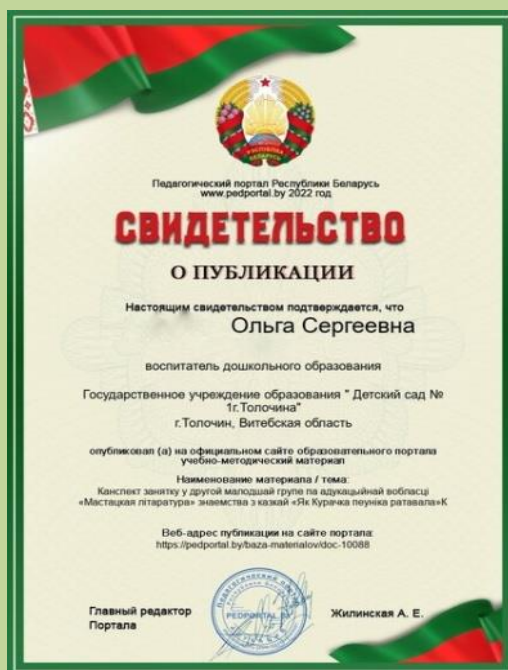 Педагогический портал Республики Беларусь
www.pedportal.by 2022 год
СВИДЕТЕЛЬСТВО
О ПУБЛИКАЦИИ
Настоящим свидетельством подтверждается, что
Ольга Сергеевна
воспитатель дошкольного образования
Государственное учреждение образования " Детский сад №
1г.Толочина"
г.Толочин, Витебская область
опубликовал (а) на официальном сайте образовательного портала
учебно-методический материал
Наименование материала / тема:
Канспект занятку у другой малодшай групе па адукацыйнай вобласці
«Мастацкая літаратура» знаемства з казкай «Як Курачка пеуніка ратавала»К
Веб-адрес публикации на сайте портала:
https://pedportal.by/baza-materialov/doc-10088
Главный редактор
Портала
PEDPORTAL
Жилинская А. Е.